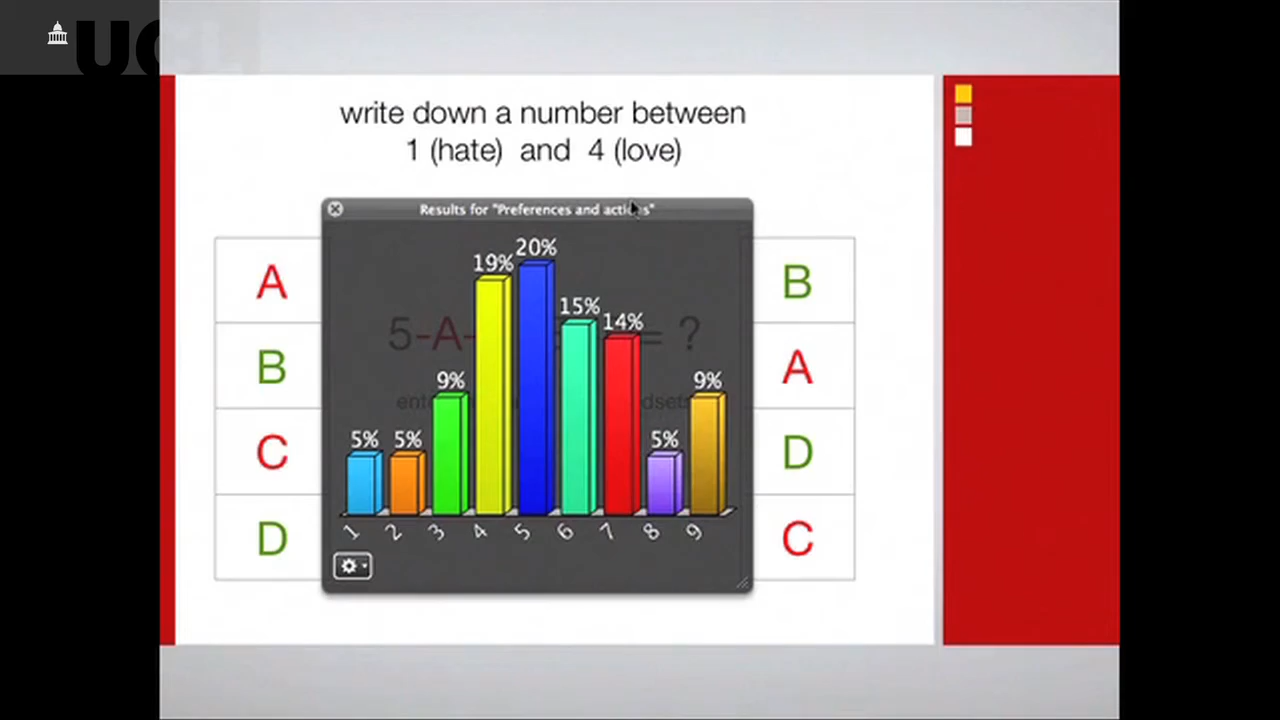 UCL
write down a number between
1 (hate) and 4 (love)
Results for "Preferences and actions"
A
B
C
D
5-A-
= ?
20%
19%
15%
14%
9%
9%
5%
5%
5%
1 2 3 4 5 6 7 8 9
B
A
D
C